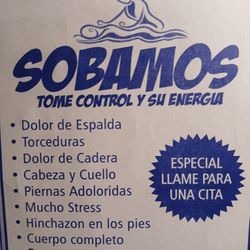 SOBAMOS
TOME CONTROL Y SU ENERGIA
• Dolor de Espalda
• Torceduras
• Dolor de Cadera
• Cabeza y Cuello
• Piernas Adoloridas
• Mucho Stress
• Hinchazon en los pies
• Cuerpo completo
ESPECIAL
LLAME PARA
UNA CITA